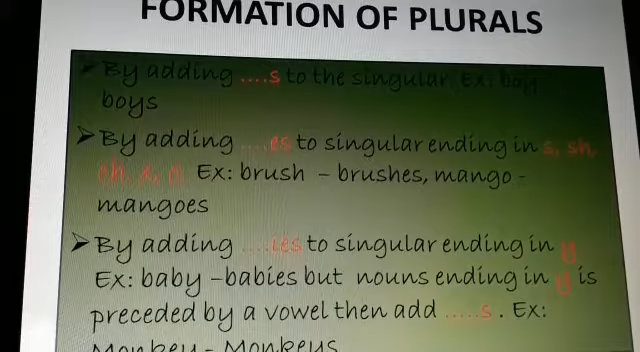 FORMATION OF PLURALS
➤ By adding ....s to the singular. Ex: boy
boys
➤ By adding ....es to singular ending in s, sh,
ch, x, o. Ex: brush – brushes, mango -
mangoes
➤ By adding ....ies to singular ending in y
Ex: baby –babies but nouns ending in y is
preceded by a vowel then add .....s . Ex:
Monkey - Monkeys